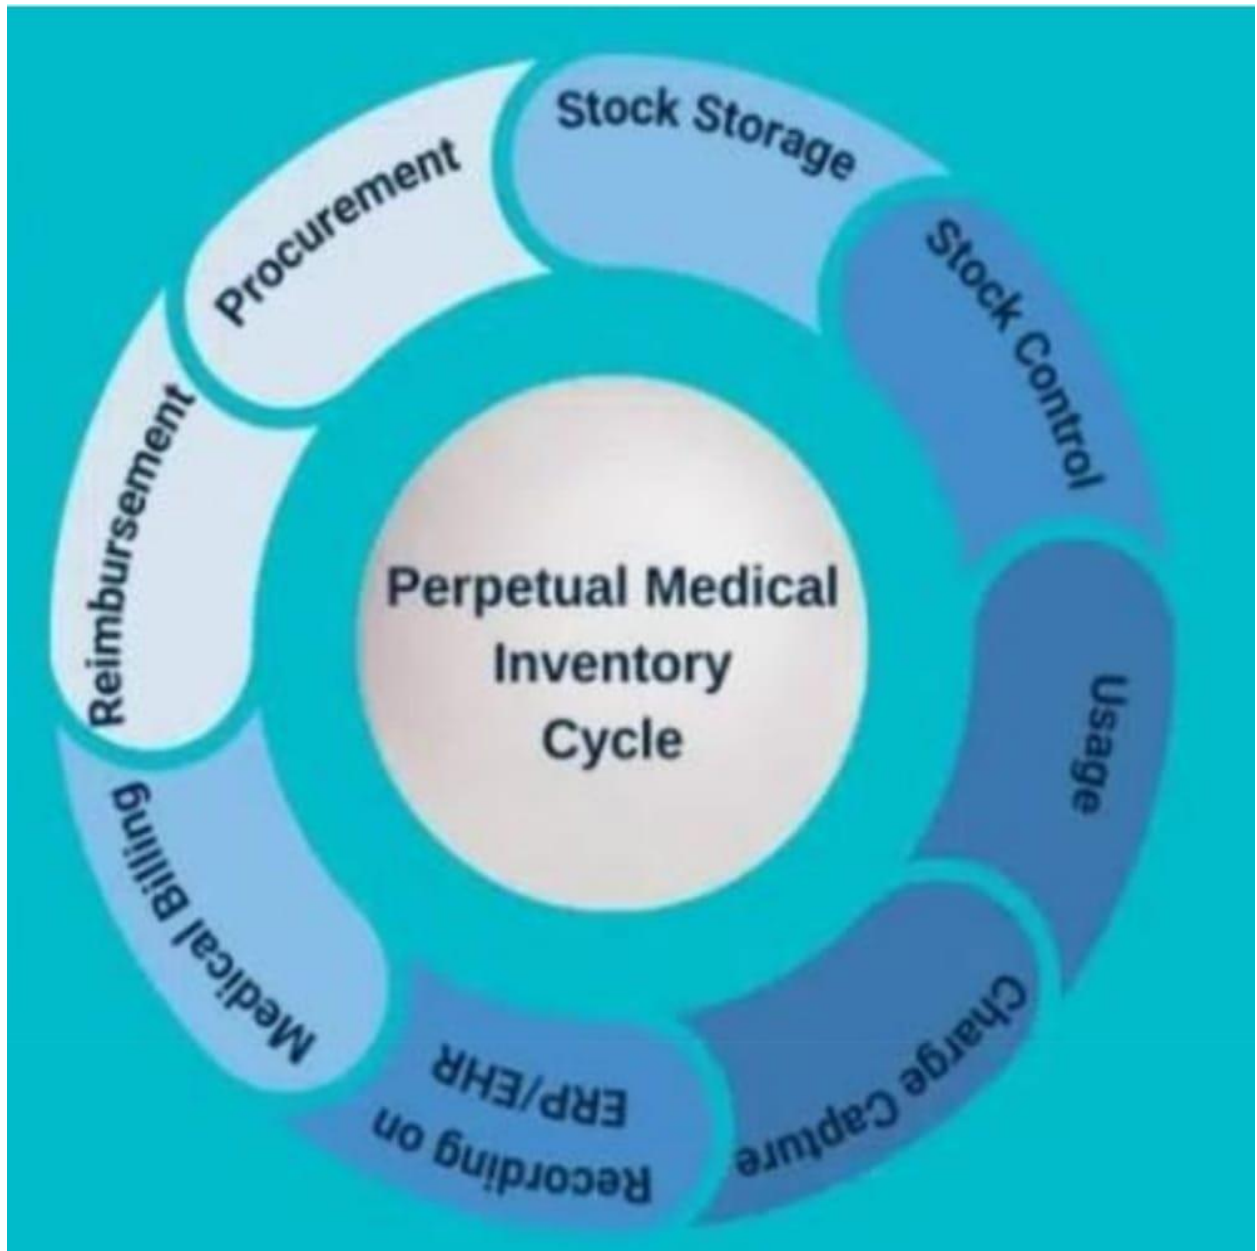 Perpetual Medical
Inventory
Cycle
Procurement
Stock Storage
Stock Control
Usage
Charge Capture
Recording on
ERP/EHR
Medical Billing
Reimbursement